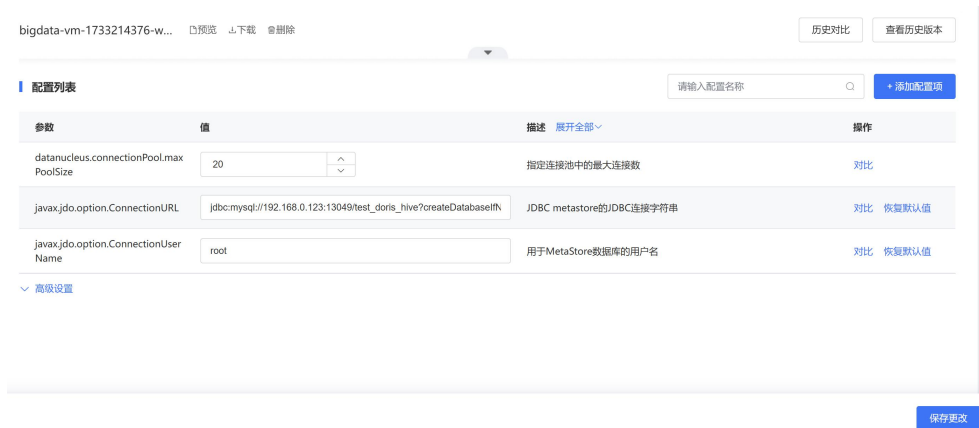 bigdata-vm-1733214376-w... 预览 下载 删除 历史对比 查看历史版本
配置列表 请输入配置名称 + 添加配置项
参数 值 描述 展开全部 操作
datanucleus.connectionPool.max
PoolSize 20 指定连接池中的最大连接数 对比
javax.jdo.option.ConnectionURL jdbc:mysql://192.168.0.123:13049/test_doris_hive?createDatabaseIfN JDBC metastore的JDBC连接字符串 对比 恢复默认值
javax.jdo.option.ConnectionUser
Name root 用于MetaStore数据库的用户名 对比 恢复默认值
高级设置
保存更改